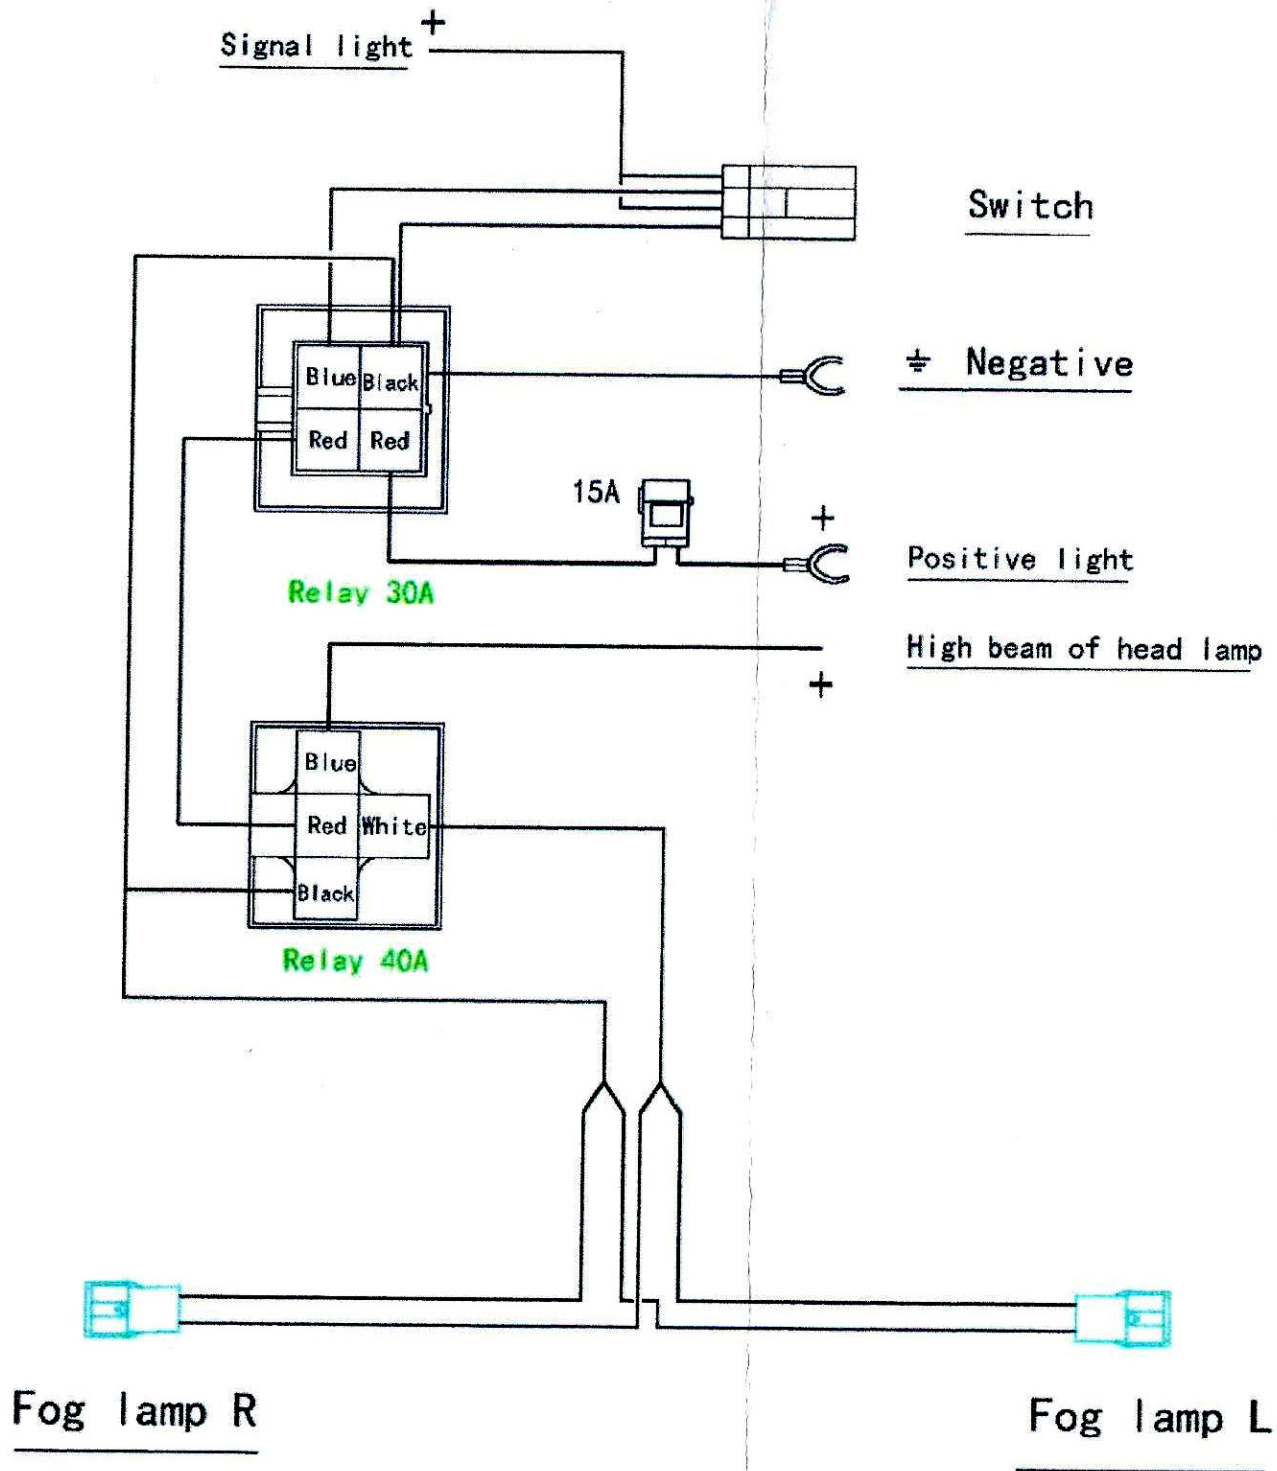 Signal light +
Switch
Blue Black
⏚ Negative
Red Red
15A
+
Positive light
Relay 30A
High beam of head lamp
+
Blue
Red White
Black
Relay 40A
Fog lamp R
Fog lamp L